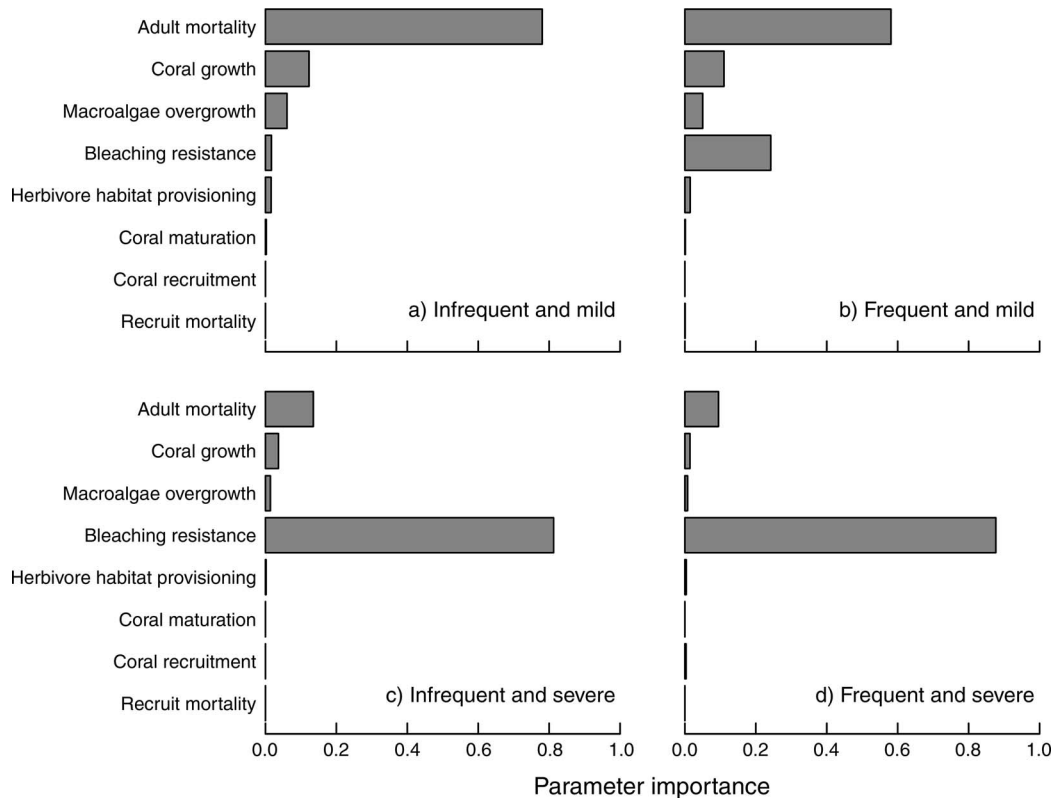 Adult mortality
Coral growth
Macroalgae overgrowth
Bleaching resistance
Herbivore habitat provisioning
Coral maturation
Coral recruitment
Recruit mortality
a) Infrequent and mild
b) Frequent and mild
Adult mortality
Coral growth
Macroalgae overgrowth
Bleaching resistance
Herbivore habitat provisioning
Coral maturation
Coral recruitment
Recruit mortality
c) Infrequent and severe
d) Frequent and severe
0.0 0.2 0.4 0.6 0.8 1.0
0.0 0.2 0.4 0.6 0.8 1.0
Parameter importance